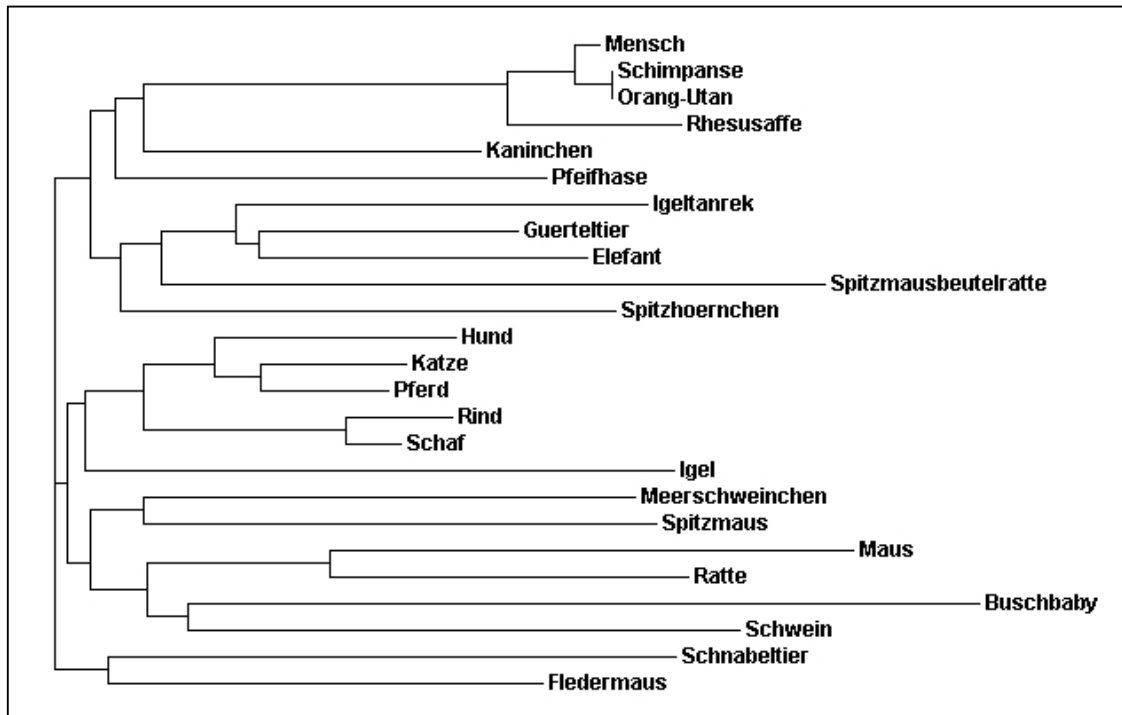 Mensch
Schimpanse
Orang-Utan
Rhesusaffe
Kaninchen
Pfeifhase
Igeltanrek
Guerteltier
Elefant
Spitzmausbeutelratte
Spitzhoernchen
Hund
Katze
Pferd
Rind
Schaf
Igel
Meerschweinchen
Spitzmaus
Maus
Ratte
Buschbaby
Schwein
Schnabeltier
Fledermaus